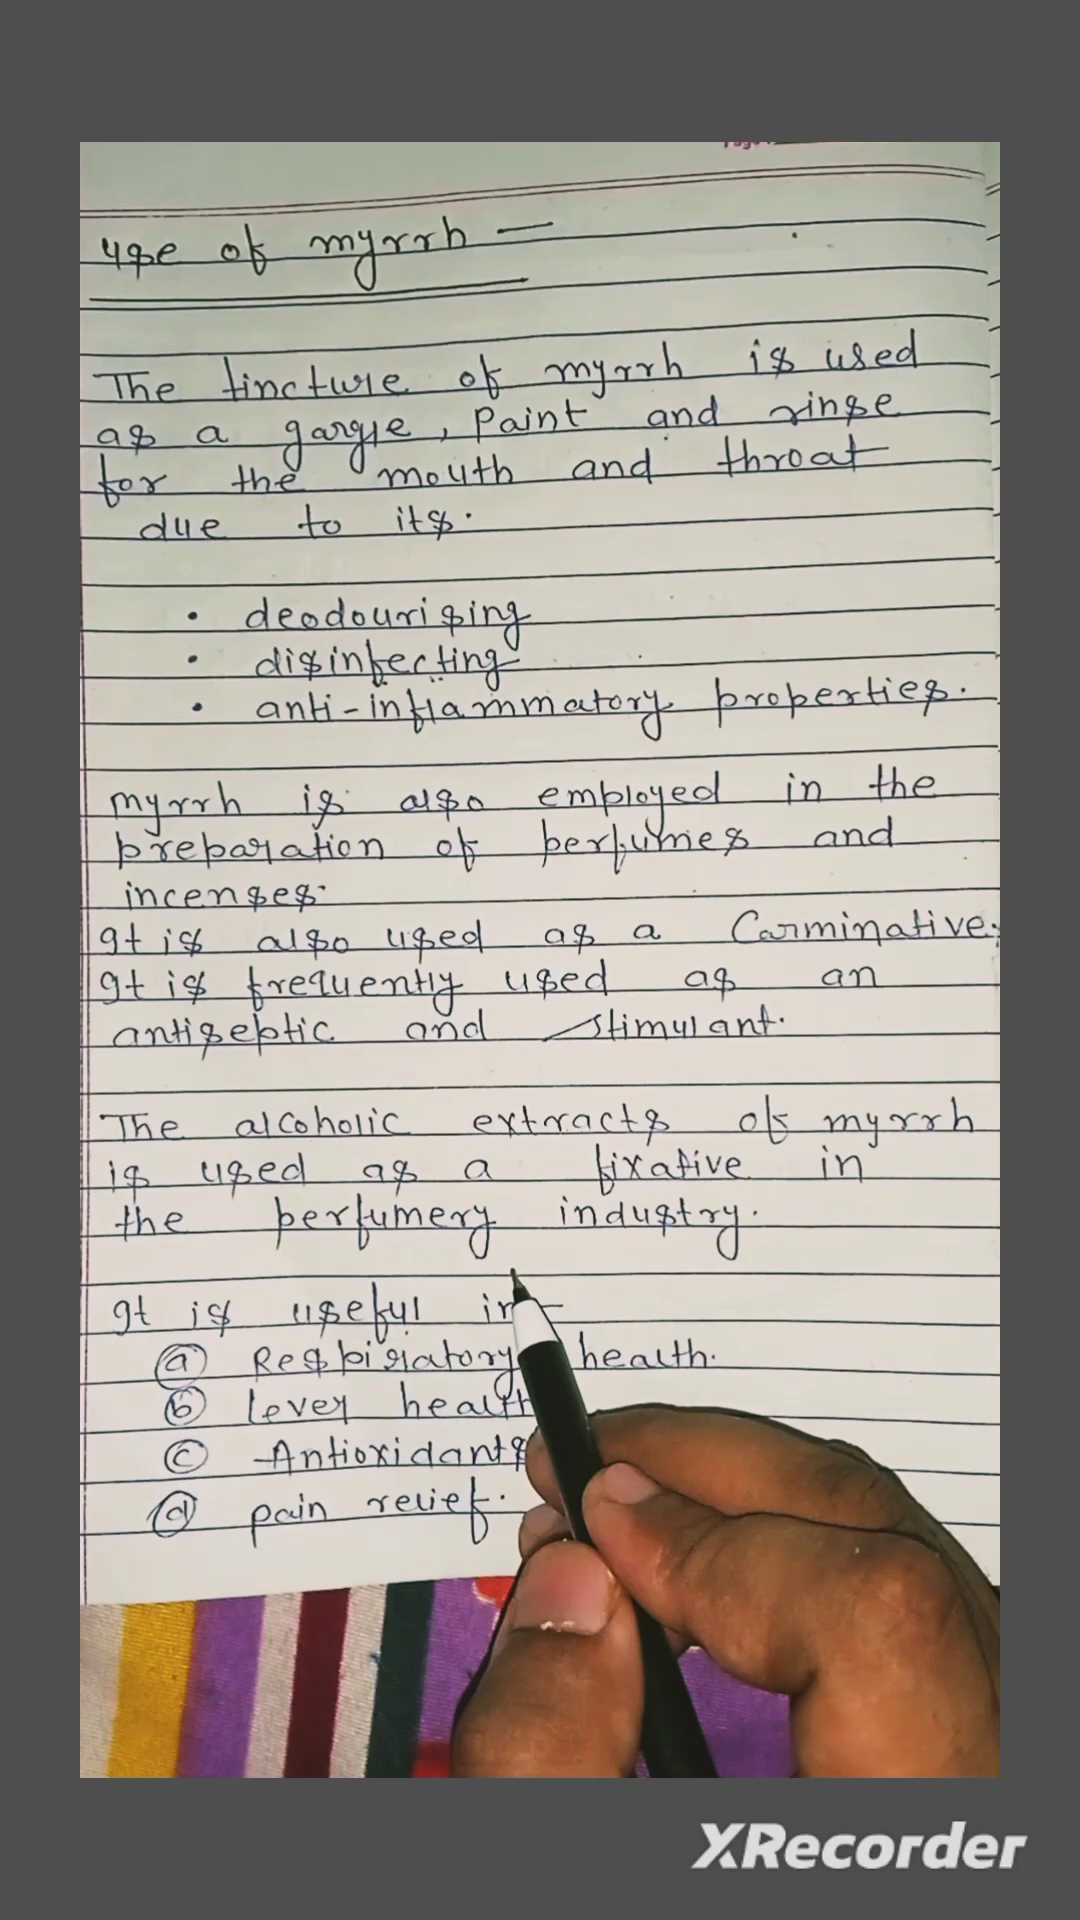 use of myrrh —
The tincture of myrrh is used
as a gargle, Paint and rinse
for the mouth and throat
due to its.
• deodourising
• disinfecting
• anti-inflammatory properties.
myrrh is also employed in the
preparation of perfumes and
incenses.
It is also used as a Carminative.
It is frequently used as an
antiseptic and stimulant.
The alcoholic extracts of myrrh
is used as a fixative in
the perfumery industry.
It is useful in —
(a) Respiratory health.
(b) lever health
(c) Antioxidants
(d) pain relief.
XRecorder